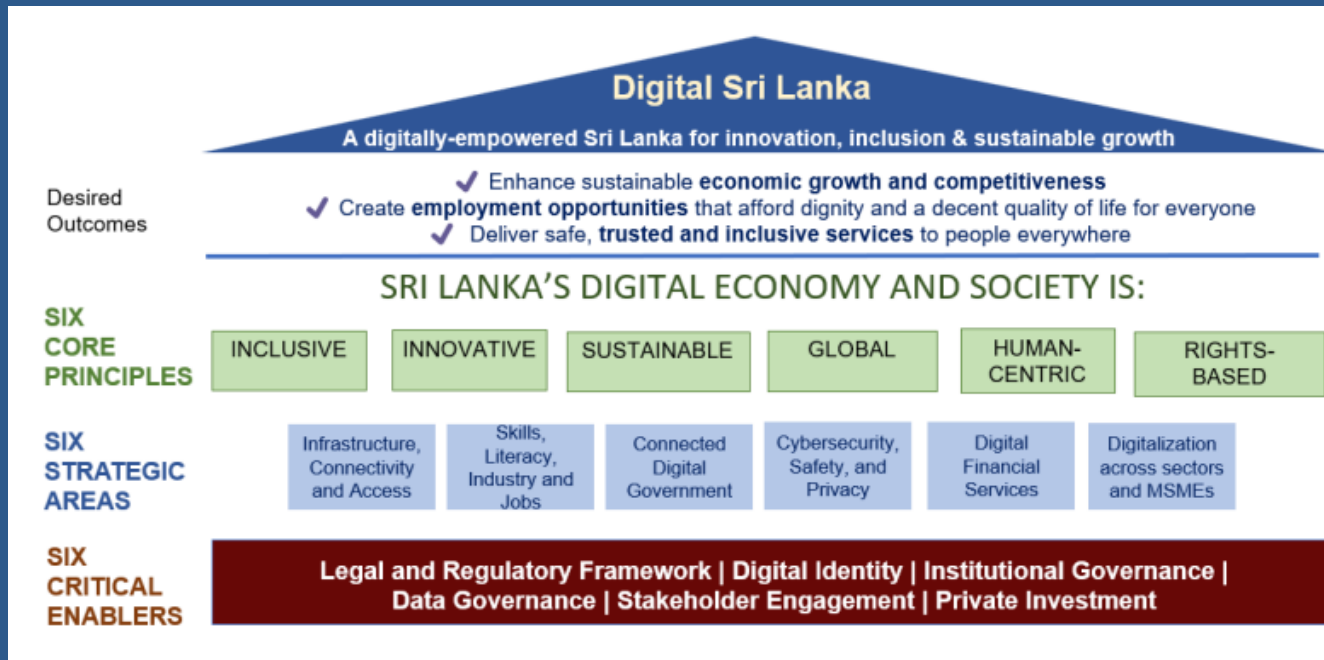 Digital Sri Lanka
A digitally-empowered Sri Lanka for innovation, inclusion & sustainable growth
Desired
Outcomes
✔ Enhance sustainable economic growth and competitiveness
✔ Create employment opportunities that afford dignity and a decent quality of life for everyone
✔ Deliver safe, trusted and inclusive services to people everywhere
SRI LANKA'S DIGITAL ECONOMY AND SOCIETY IS:
SIX
CORE
PRINCIPLES
INCLUSIVE
INNOVATIVE
SUSTAINABLE
GLOBAL
HUMAN-
CENTRIC
RIGHTS-
BASED
SIX
STRATEGIC
AREAS
Infrastructure,
Connectivity
and Access
Skills,
Literacy,
Industry and
Jobs
Connected
Digital
Government
Cybersecurity,
Safety, and
Privacy
Digital
Financial
Services
Digitalization
across sectors
and MSMEs
SIX
CRITICAL
ENABLERS
Legal and Regulatory Framework | Digital Identity | Institutional Governance |
Data Governance | Stakeholder Engagement | Private Investment